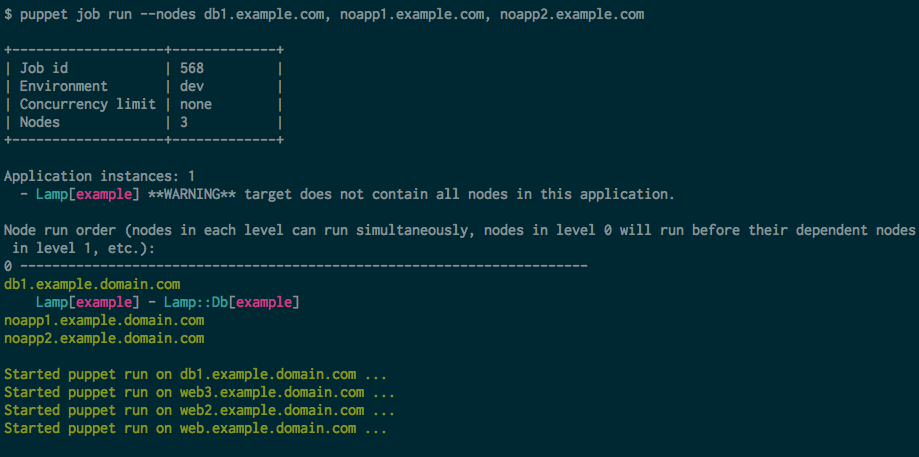 $ puppet job run --nodes db1.example.com, noapp1.example.com, noapp2.example.com
+-------------------+-------------+
| Job id            | 568         |
| Environment       | dev         |
| Concurrency limit | none        |
| Nodes             | 3           |
+-------------------+-------------+
Application instances: 1
  - Lamp[example] **WARNING** target does not contain all nodes in this application.
Node run order (nodes in each level can run simultaneously, nodes in level 0 will run before their dependent nodes
 in level 1, etc.):
0 -----------------------------------------------------------------------
db1.example.domain.com
    Lamp[example] - Lamp::Db[example]
noapp1.example.domain.com
noapp2.example.domain.com
Started puppet run on db1.example.domain.com ...
Started puppet run on web3.example.domain.com ...
Started puppet run on web2.example.domain.com ...
Started puppet run on web.example.domain.com ...